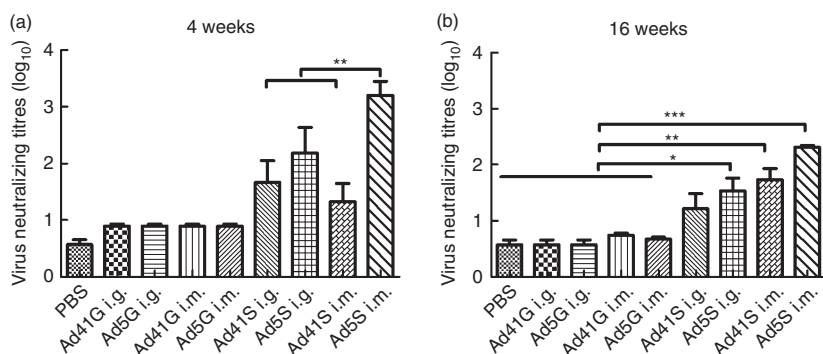 (a)
4 weeks
Virus neutralizing titres (log10)
4
3
2
1
0
**
PBS
Ad41G i.g.
Ad5G i.g.
Ad41G i.m.
Ad5G i.m.
Ad41S i.g.
Ad5S i.g.
Ad41S i.m.
Ad5S i.m.
(b)
16 weeks
Virus neutralizing titres (log10)
4
3
2
1
0
***
**
*
PBS
Ad41G i.g.
Ad5G i.g.
Ad41G i.m.
Ad5G i.m.
Ad41S i.g.
Ad5S i.g.
Ad41S i.m.
Ad5S i.m.